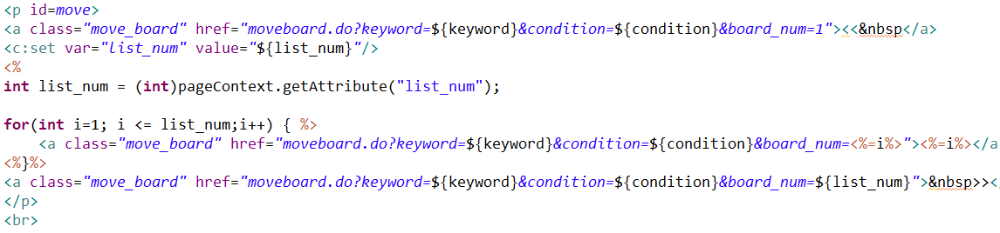 <p id=move>
<a class="move_board" href="moveboard.do?keyword=${keyword}&condition=${condition}&board_num=1"><<&nbsp</a>
<c:set var="list_num" value="${list_num}"/>
<%
int list_num = (int)pageContext.getAttribute("list_num");
for(int i=1; i <= list_num;i++) { %>
<a class="move_board" href="moveboard.do?keyword=${keyword}&condition=${condition}&board_num=<%=i%>"><%=i%></a
<%}%>
<a class="move_board" href="moveboard.do?keyword=${keyword}&condition=${condition}&board_num=${list_num}">&nbsp>><
</p>
<br>